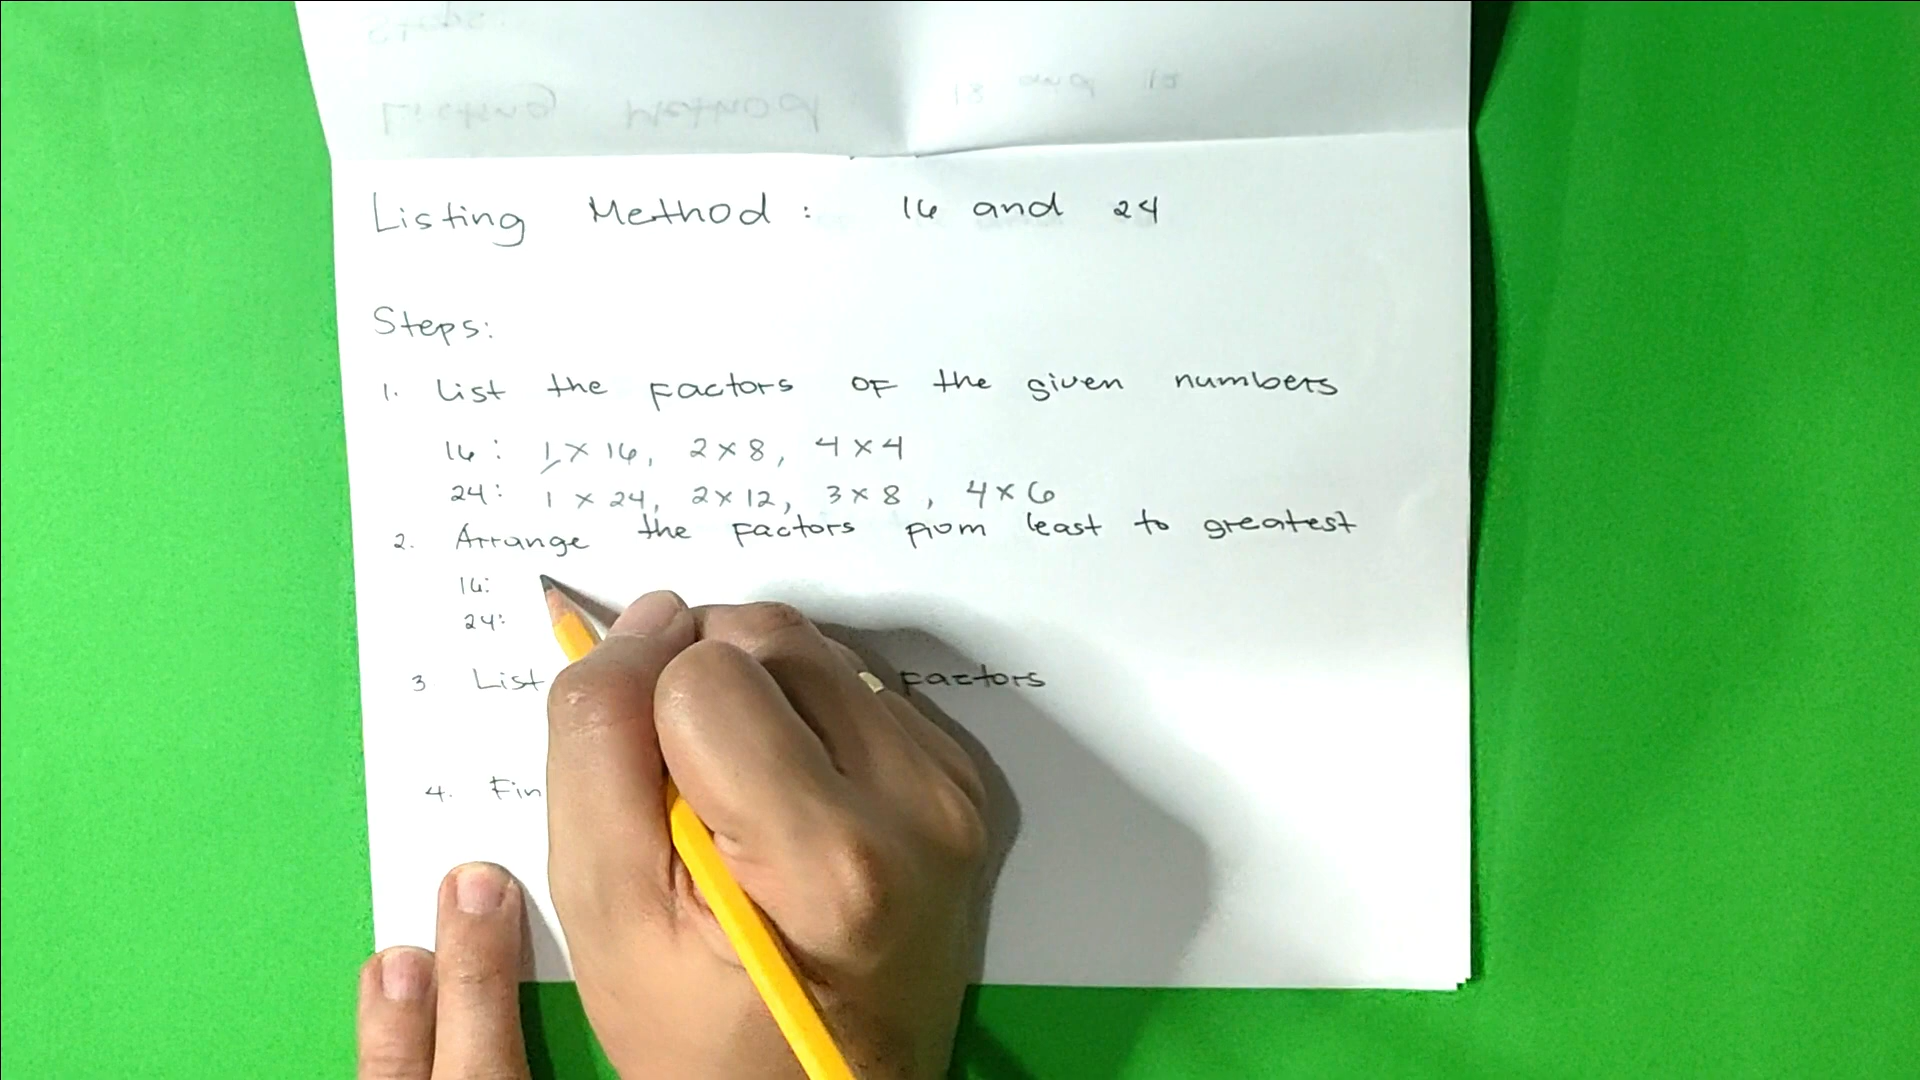 Listing Method : 16 and 24
Steps:
1. List the factors of the given numbers
16: 1 x 16, 2 x 8, 4 x 4
24: 1 x 24, 2 x 12, 3 x 8, 4 x 6
2. Arrange the factors from least to greatest
16:
24:
3 List factors
4. Fin